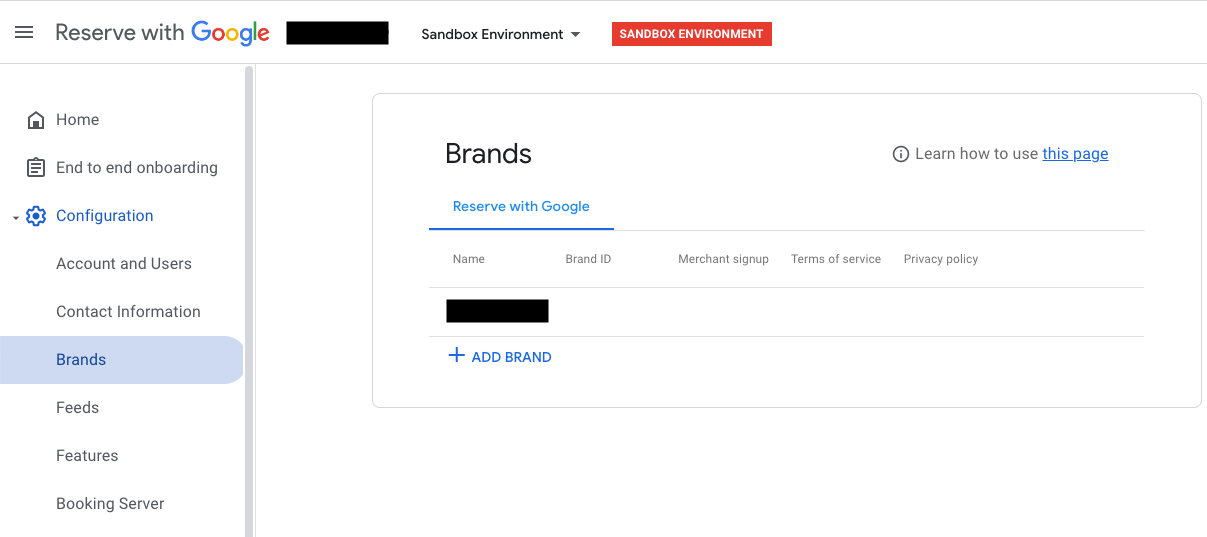 Reserve with Google Sandbox Environment SANDBOX ENVIRONMENT
Home
End to end onboarding
Configuration
Account and Users
Contact Information
Brands
Feeds
Features
Booking Server
Brands
Learn how to use this page
Reserve with Google
Name Brand ID Merchant signup Terms of service Privacy policy
ADD BRAND